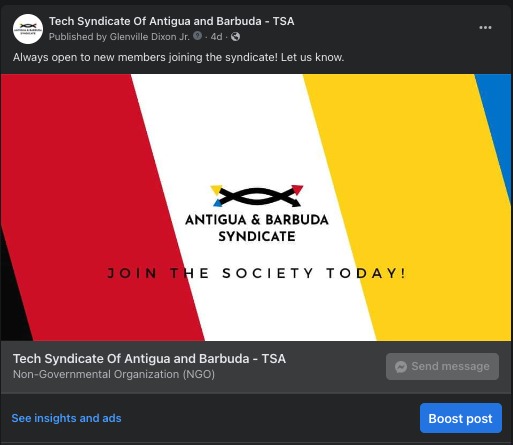 Tech Syndicate Of Antigua and Barbuda - TSA
Published by Glenville Dixon Jr. · 4d ·
Always open to new members joining the syndicate! Let us know.
ANTIGUA & BARBUDA
SYNDICATE
JOIN THE SOCIETY TODAY!
Tech Syndicate Of Antigua and Barbuda - TSA
Non-Governmental Organization (NGO)
Send message
See insights and ads
Boost post